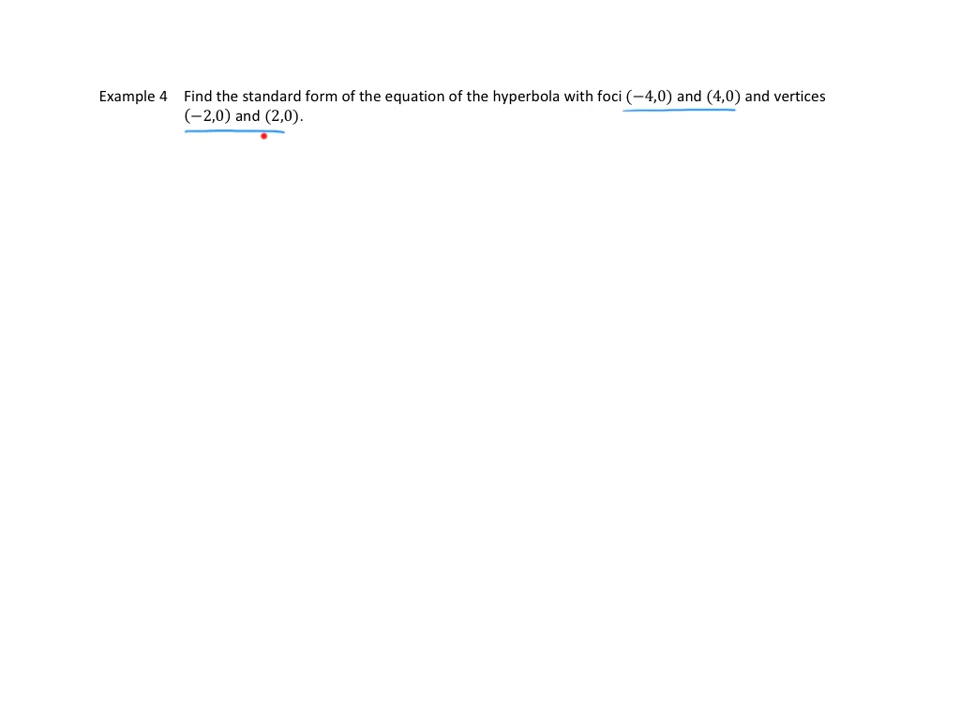 Example 4 Find the standard form of the equation of the hyperbola with foci (−4,0) and (4,0) and vertices
(−2,0) and (2,0).